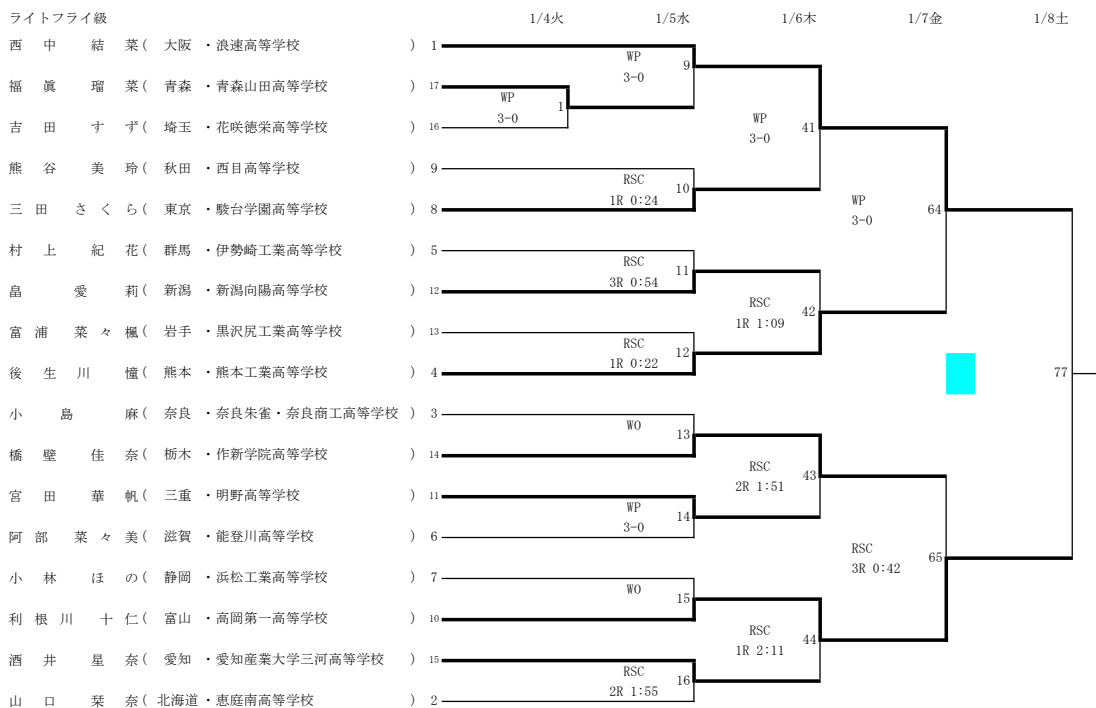 ライトフライ級 1/4火 1/5水 1/6木 1/7金 1/8土
西中 結菜( 大阪 ・浪速高等学校 ) 1
WP 9
3-0
福眞 瑠菜( 青森 ・青森山田高等学校 ) 17
WP 1
3-0
WP 41
3-0
吉田 すず( 埼玉 ・花咲徳栄高等学校 ) 16
熊谷 美玲( 秋田 ・西目高等学校 ) 9
RSC 10
1R 0:24
三田 さくら( 東京 ・駿台学園高等学校 ) 8
WP 64
3-0
村上 紀花( 群馬 ・伊勢崎工業高等学校 ) 5
RSC 11
3R 0:54
畠 愛莉( 新潟 ・新潟向陽高等学校 ) 12
RSC 42
1R 1:09
富浦 菜々楓( 岩手 ・黒沢尻工業高等学校 ) 13
RSC 12
1R 0:22
後生川 憧( 熊本 ・熊本工業高等学校 ) 4
77
小島 麻( 奈良 ・奈良朱雀・奈良商工高等学校 ) 3
WO 13
橋壁 佳奈( 栃木 ・作新学院高等学校 ) 14
RSC 43
2R 1:51
宮田 華帆( 三重 ・明野高等学校 ) 11
WP 14
3-0
阿部 菜々美( 滋賀 ・能登川高等学校 ) 6
RSC 65
3R 0:42
小林 ほの( 静岡 ・浜松工業高等学校 ) 7
WO 15
利根川 十仁( 富山 ・高岡第一高等学校 ) 10
RSC 44
1R 2:11
酒井 星奈( 愛知 ・愛知産業大学三河高等学校 ) 15
RSC 16
2R 1:55
山口 栞奈( 北海道 ・恵庭南高等学校 ) 2